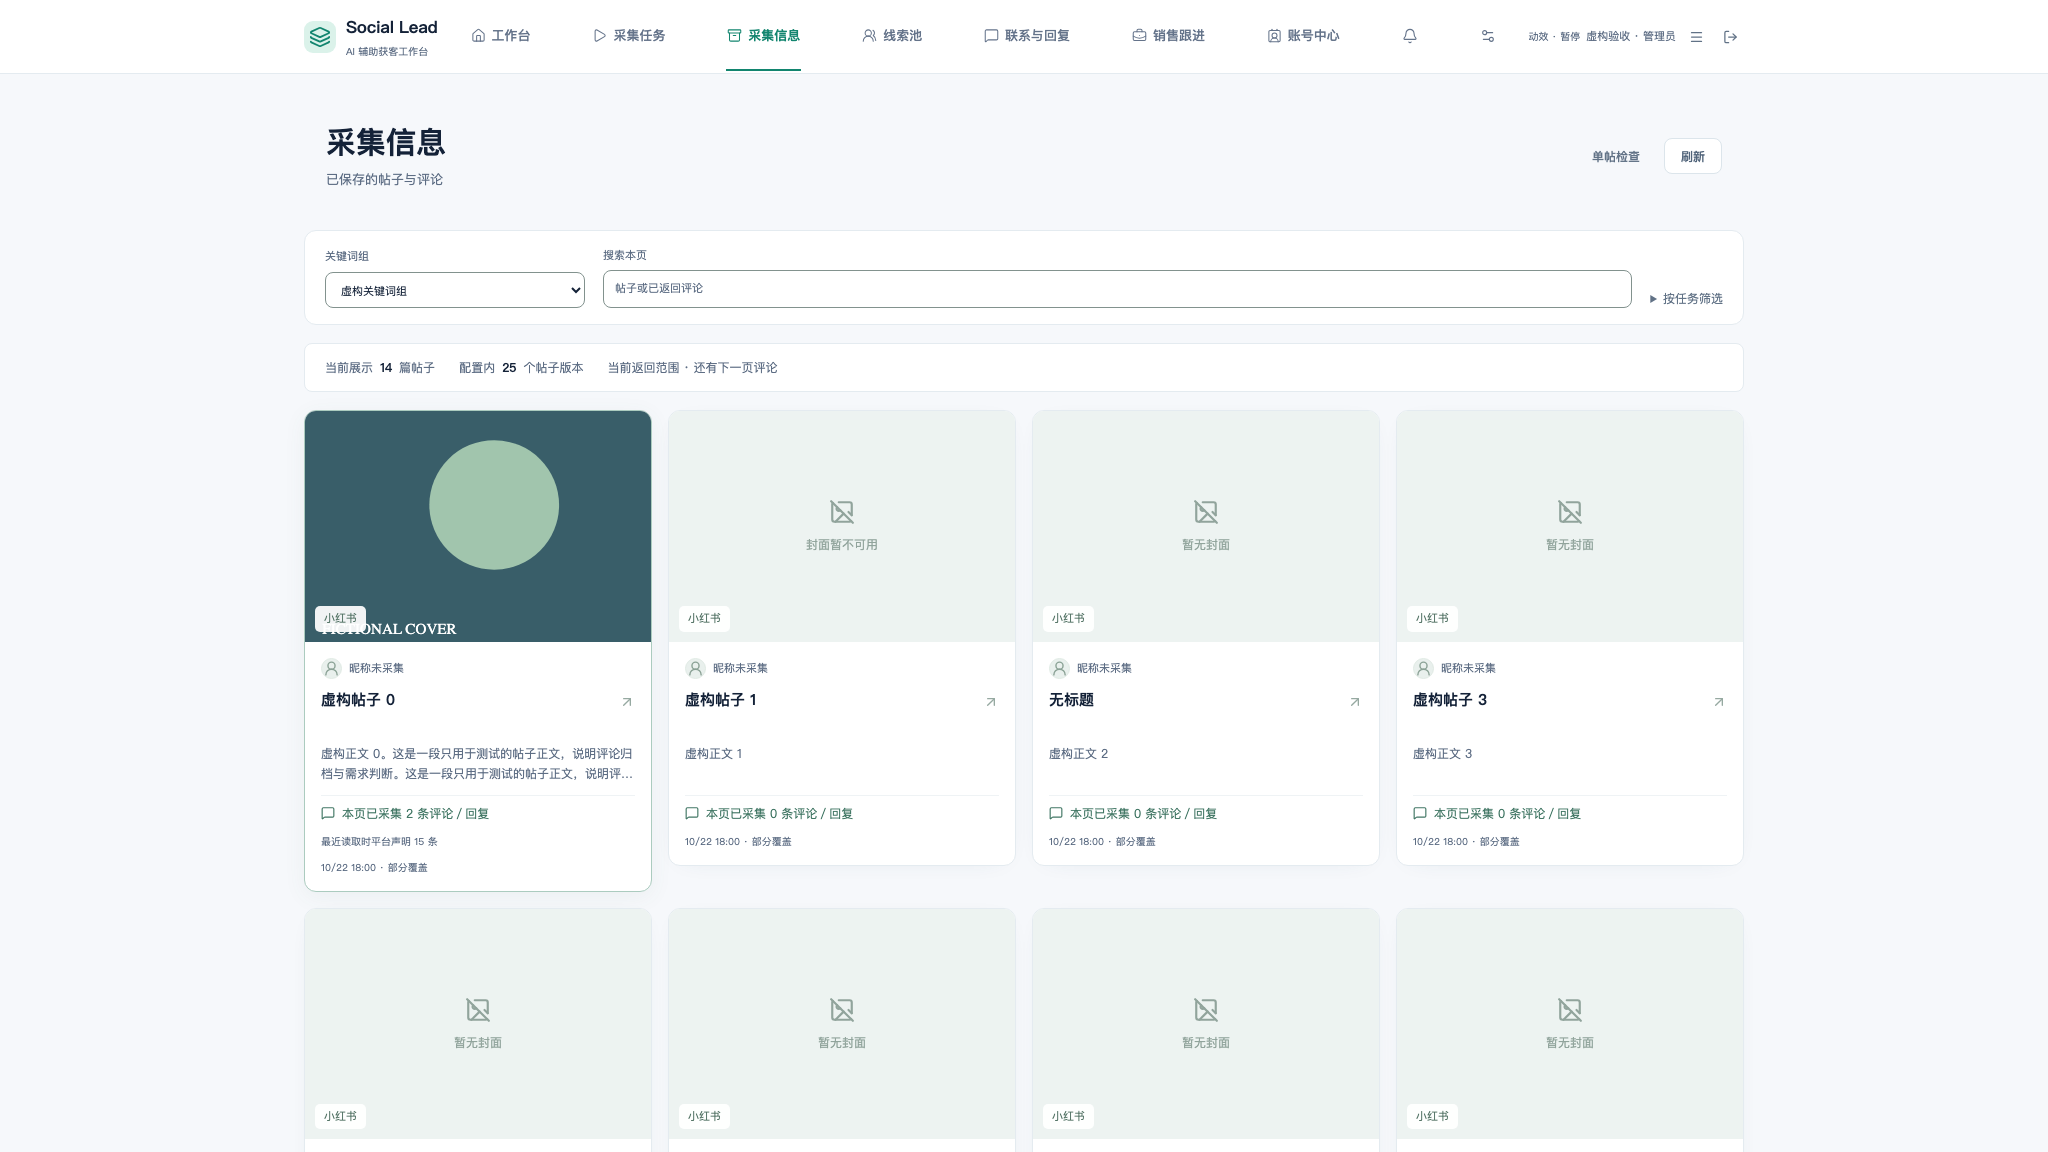 Social Lead
AI 辅助获客工作台
工作台
采集任务
采集信息
线索池
联系与回复
销售跟进
账号中心
动效 · 暂停
虚构验收 · 管理员
采集信息
已保存的帖子与评论
单帖检查
刷新
关键词组
虚构关键词组
搜索本页
帖子或已返回评论
按任务筛选
当前展示 14 篇帖子
配置内 25 个帖子版本
当前返回范围 · 还有下一页评论
小红书
FICTIONAL COVER
昵称未采集
虚构帖子 0
虚构正文 0。这是一段只用于测试的帖子正文，说明评论归
档与需求判断。这是一段只用于测试的帖子正文，说明评...
本页已采集 2 条评论 / 回复
最近读取时平台声明 15 条
10/22 18:00 · 部分覆盖
封面暂不可用
小红书
昵称未采集
虚构帖子 1
虚构正文 1
本页已采集 0 条评论 / 回复
10/22 18:00 · 部分覆盖
暂无封面
小红书
昵称未采集
无标题
虚构正文 2
本页已采集 0 条评论 / 回复
10/22 18:00 · 部分覆盖
暂无封面
小红书
昵称未采集
虚构帖子 3
虚构正文 3
本页已采集 0 条评论 / 回复
10/22 18:00 · 部分覆盖
暂无封面
小红书
暂无封面
小红书
暂无封面
小红书
暂无封面
小红书